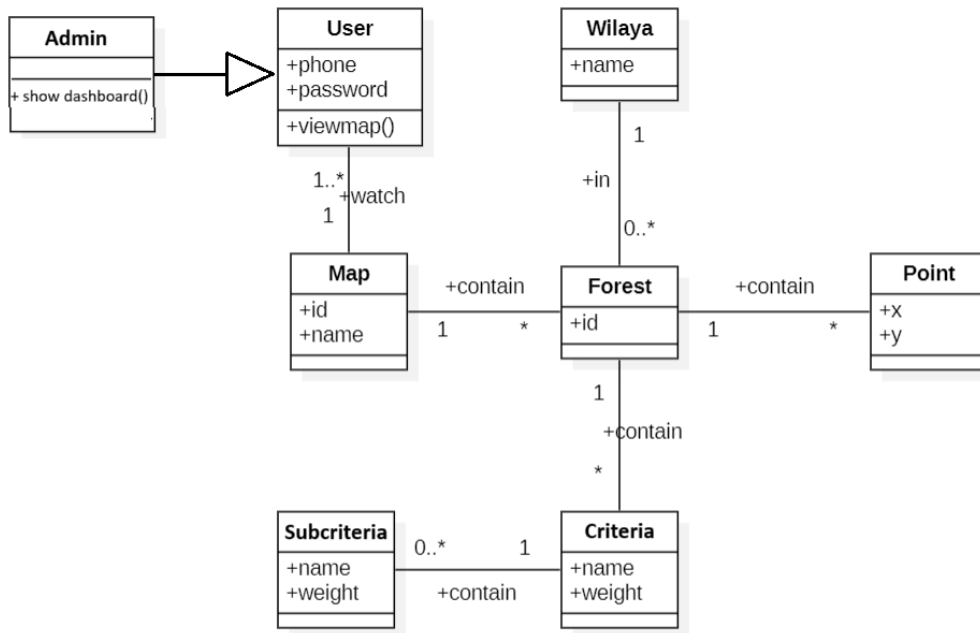 Admin
+ show dashboard()
User
+phone
+password
+viewmap()
Wilaya
+name
1
+in
0..*
1..*
+watch
1
Map
+id
+name
+contain
1
*
Forest
+id
+contain
1
*
Point
+x
+y
1
+contain
*
Subcriteria
+name
+weight
0..*
1
+contain
Criteria
+name
+weight